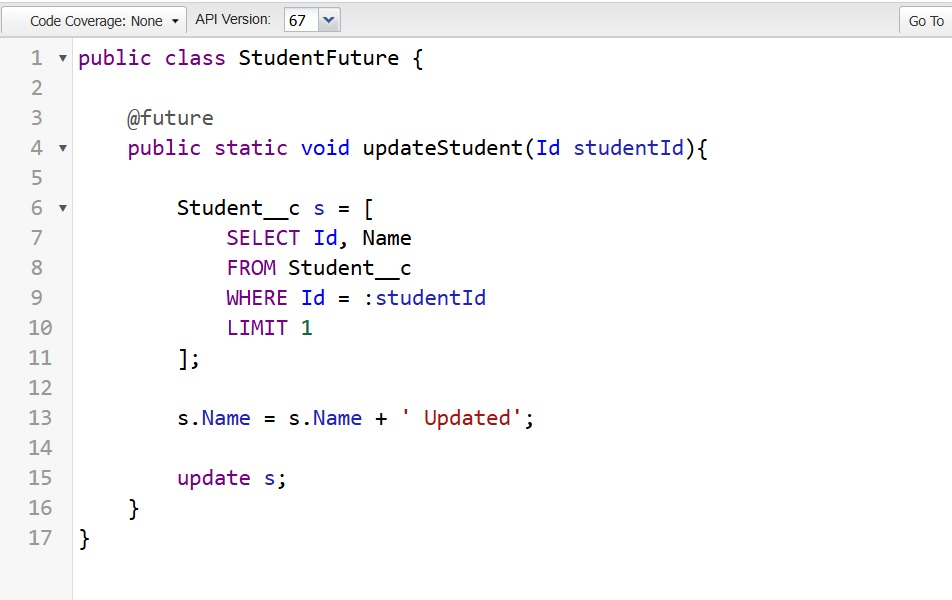 Code Coverage: None API Version: 67 Go To
1 public class StudentFuture {
2
3 @future
4 public static void updateStudent(Id studentId){
5
6 Student__c s = [
7 SELECT Id, Name
8 FROM Student__c
9 WHERE Id = :studentId
10 LIMIT 1
11 ];
12
13 s.Name = s.Name + ' Updated';
14
15 update s;
16 }
17 }